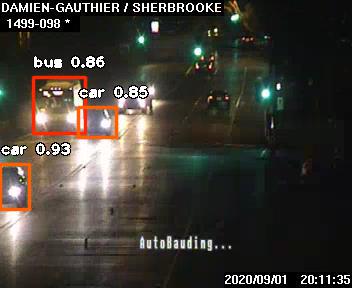 DAMIEN-GAUTHIER / SHERBROOKE
1499-098 *
bus 0.86
car 0.85
car 0.93
AutoBauding...
2020/09/01 20:11:35